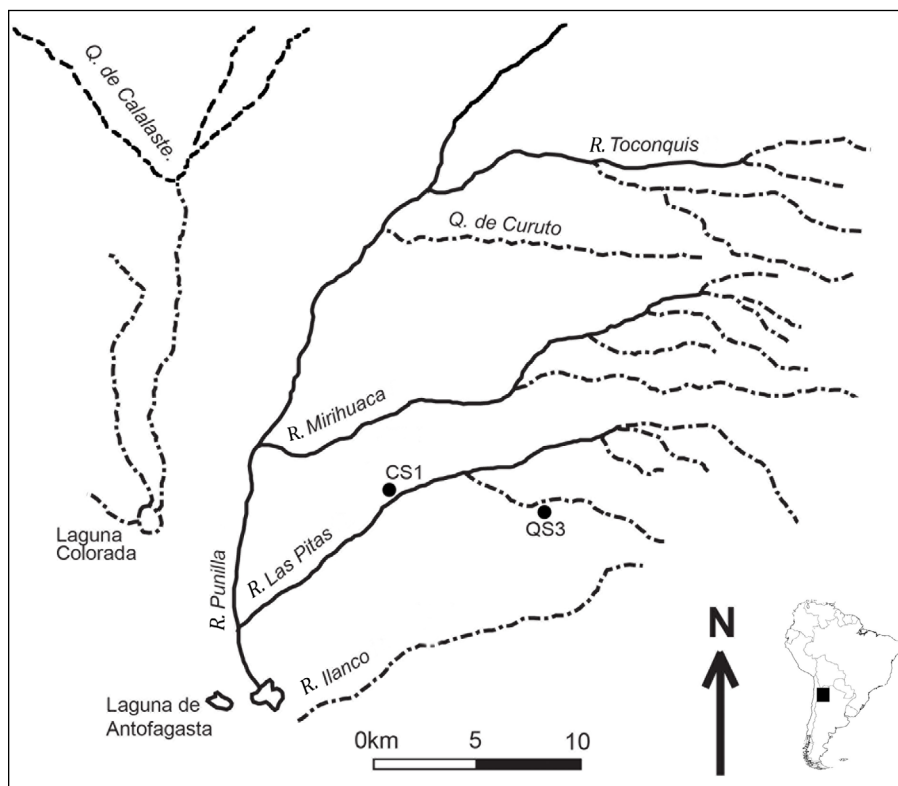 Q. de Calalaste.
R. Toconquis
Q. de Curuto
R. Mirihuaca
CS1
QS3
Laguna
Colorada
R. Punilla
R. Las Pitas
R. Ilanco
N
Laguna de
Antofagasta
0km 5 10